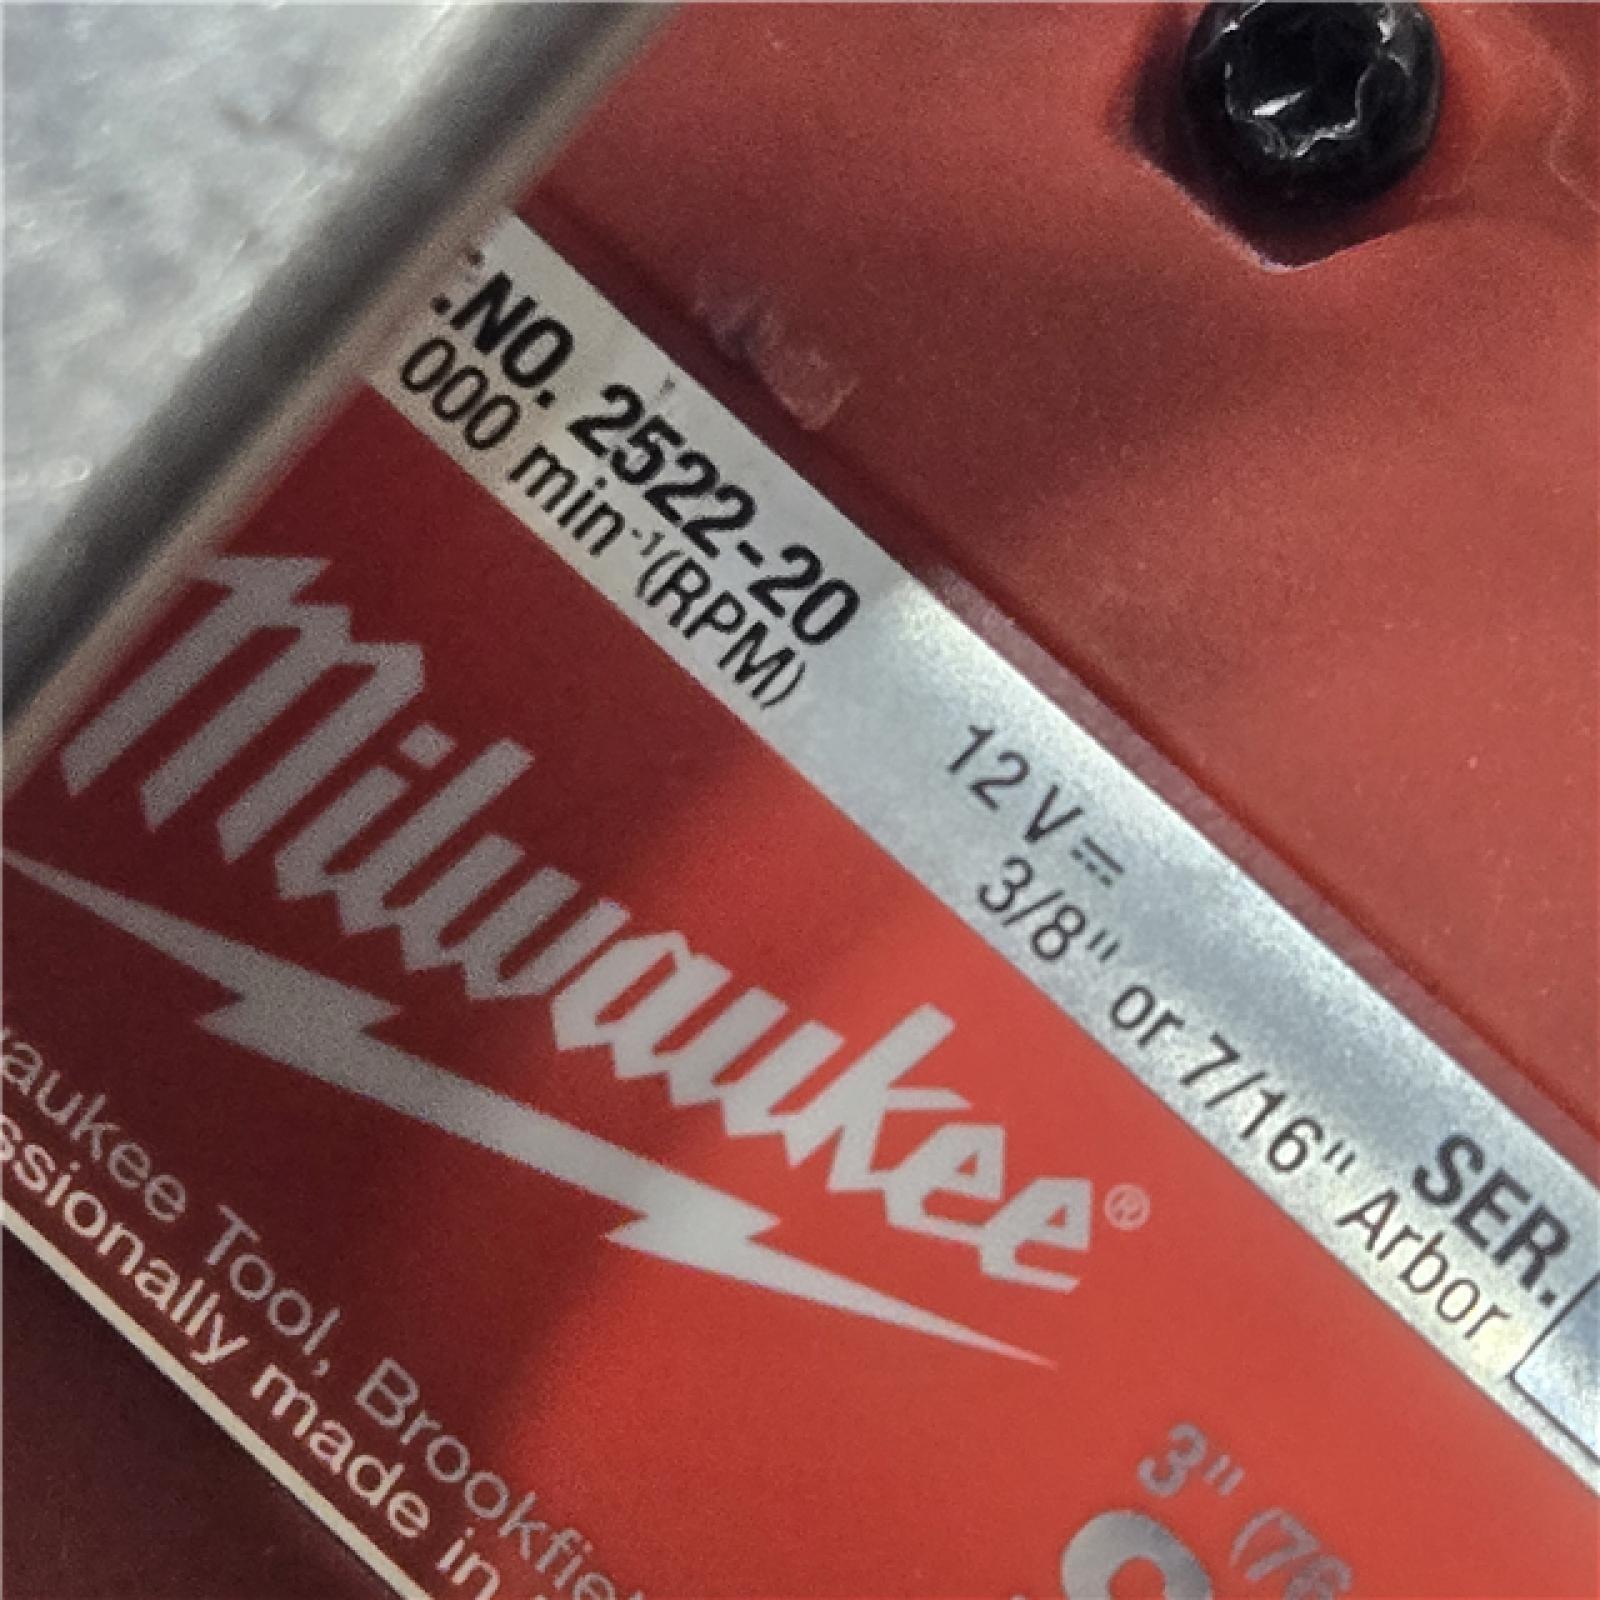 .NO. 2522-20
12 V⎓
SER.
000 min⁻¹(RPM)
3/8" or 7/16" Arbor
Milwaukee®
aukee Tool, Brookfie
ssionally made in
3" (76